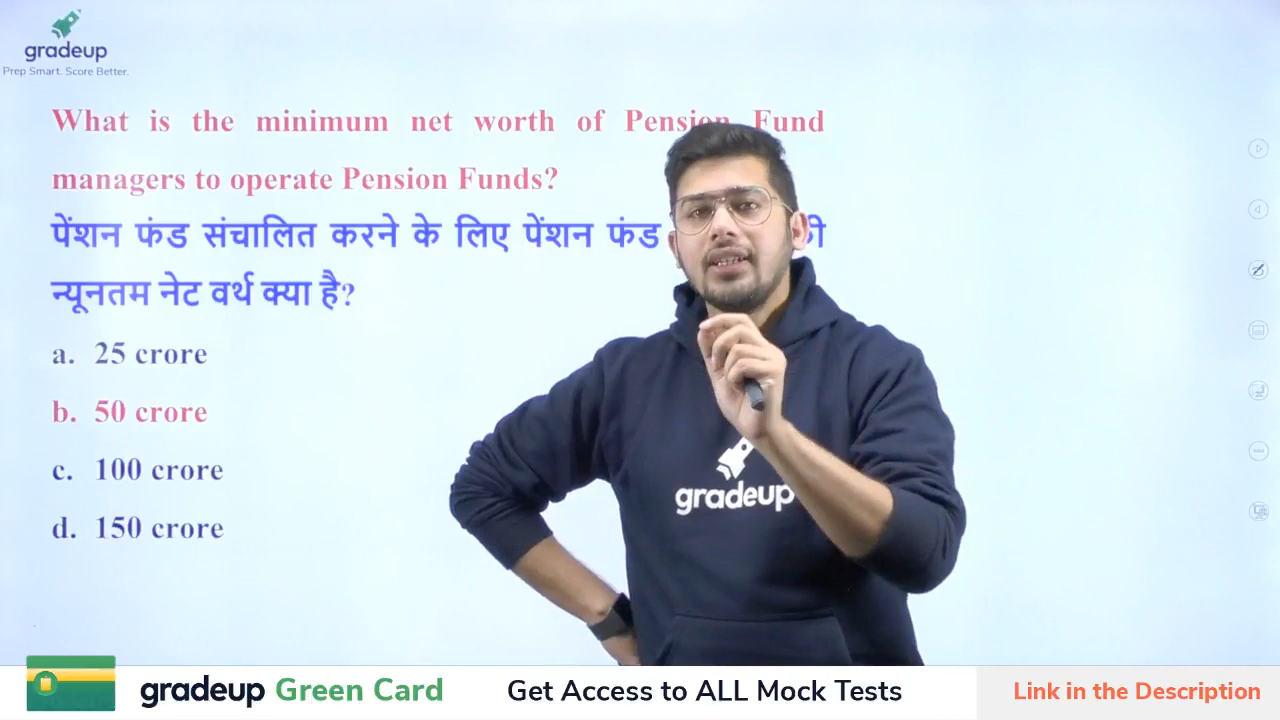 gradeup
Prep Smart. Score Better.
What is the minimum net worth of Pension Fund
managers to operate Pension Funds?
पेंशन फंड संचालित करने के लिए पेंशन फंड
न्यूनतम नेट वर्थ क्या है?
a. 25 crore
b. 50 crore
c. 100 crore
d. 150 crore
gradeup
gradeup Green Card
Get Access to ALL Mock Tests
Link in the Description